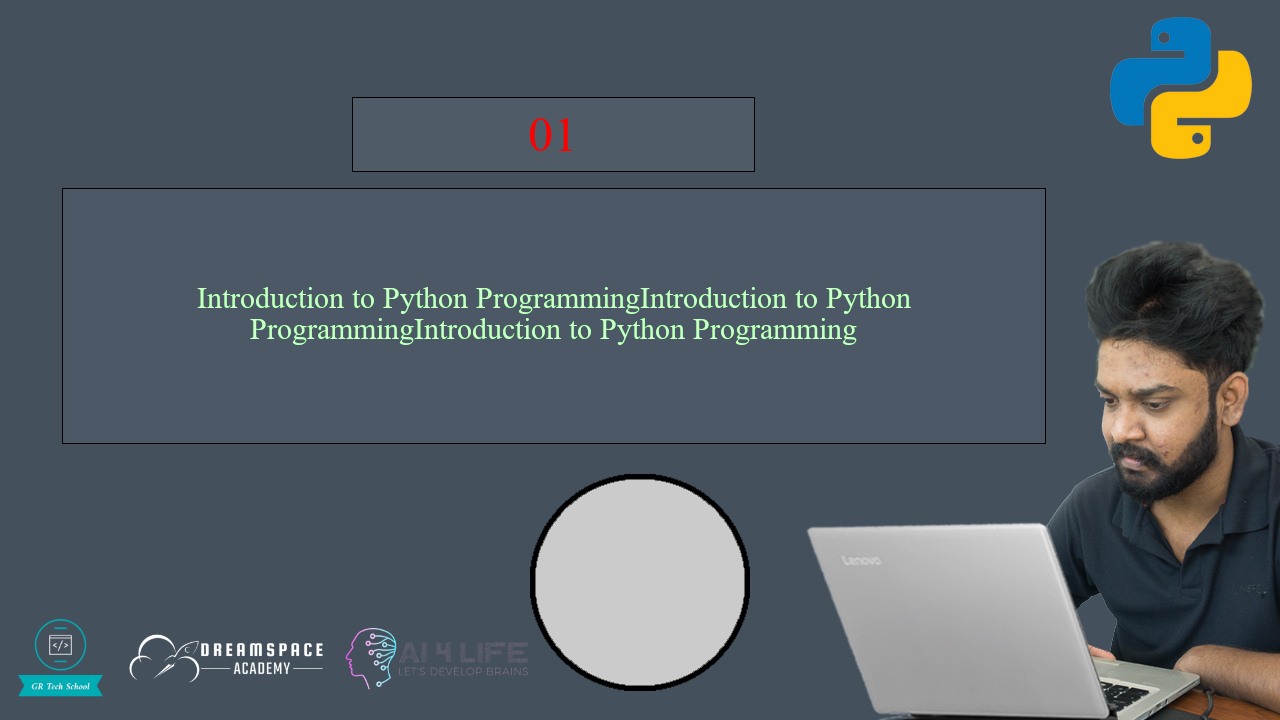 01
Introduction to Python ProgrammingIntroduction to Python
ProgrammingIntroduction to Python Programming
Lenovo
</>
GR Tech School
DREAMSPACE
ACADEMY
AI 4 LIFE
LET'S DEVELOP BRAINS